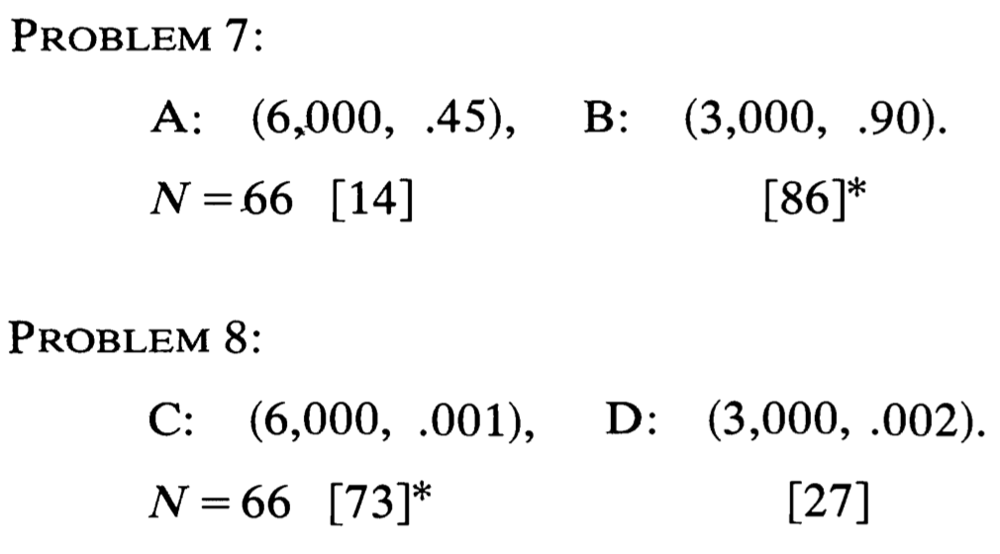 PROBLEM 7:
A: (6,000, .45), B: (3,000, .90).
N = 66 [14] [86]*
PROBLEM 8:
C: (6,000, .001), D: (3,000, .002).
N = 66 [73]* [27]